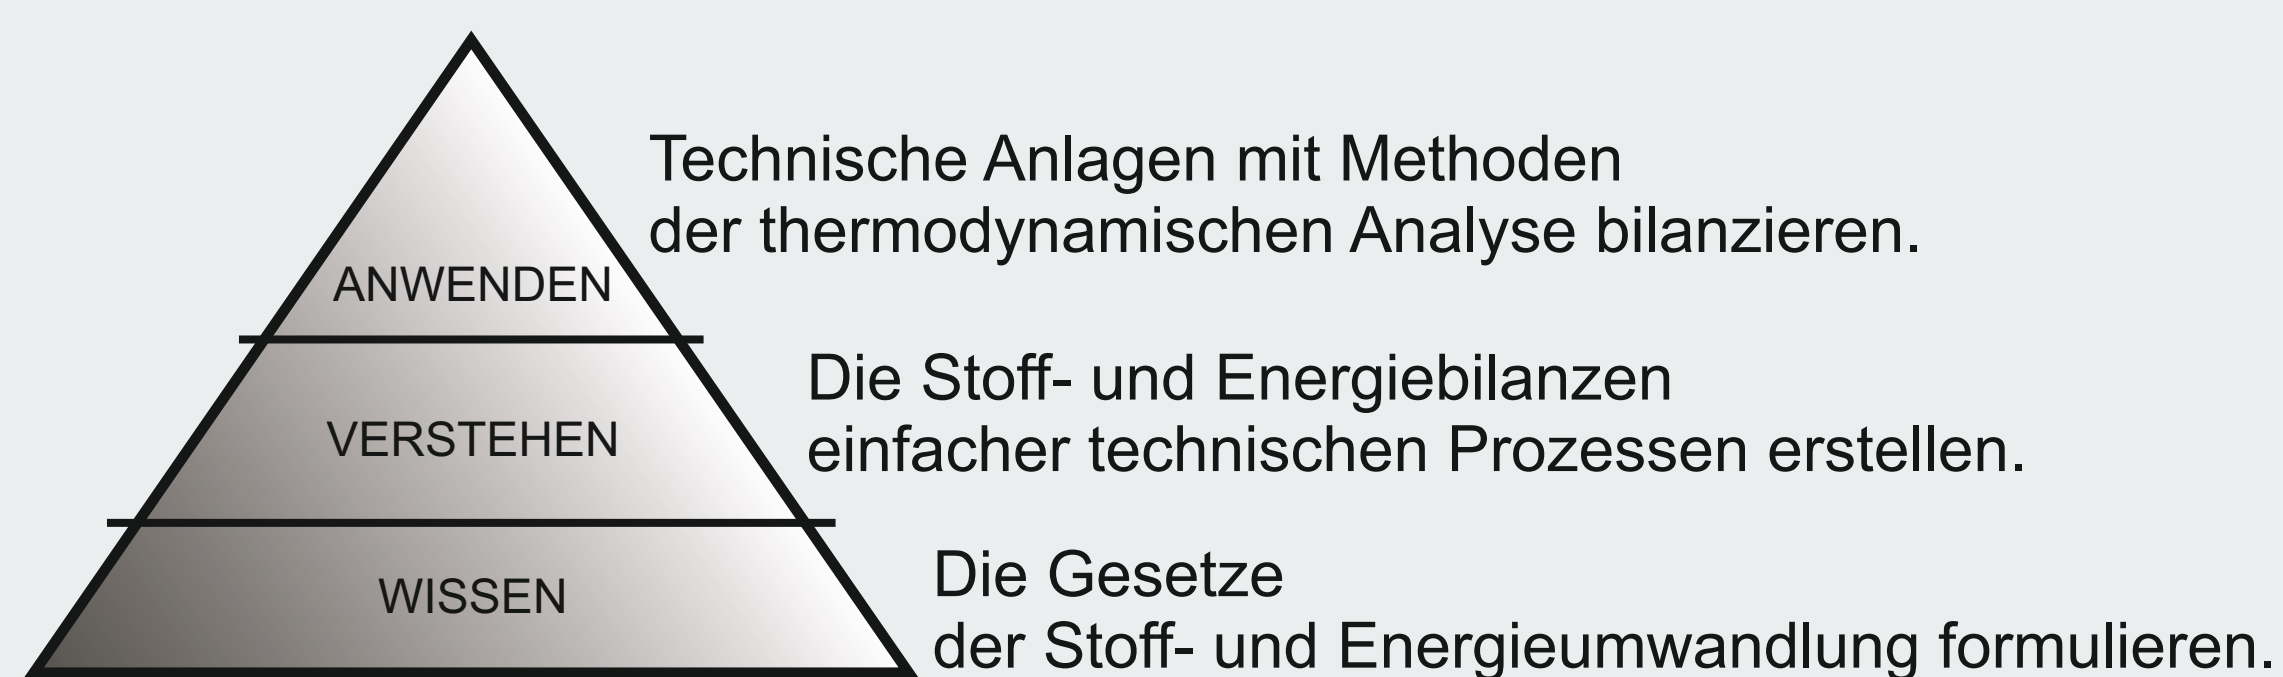 Technische Anlagen mit Methoden
der thermodynamischen Analyse bilanzieren.
ANWENDEN
Die Stoff- und Energiebilanzen
einfacher technischen Prozessen erstellen.
VERSTEHEN
Die Gesetze
der Stoff- und Energieumwandlung formulieren.
WISSEN